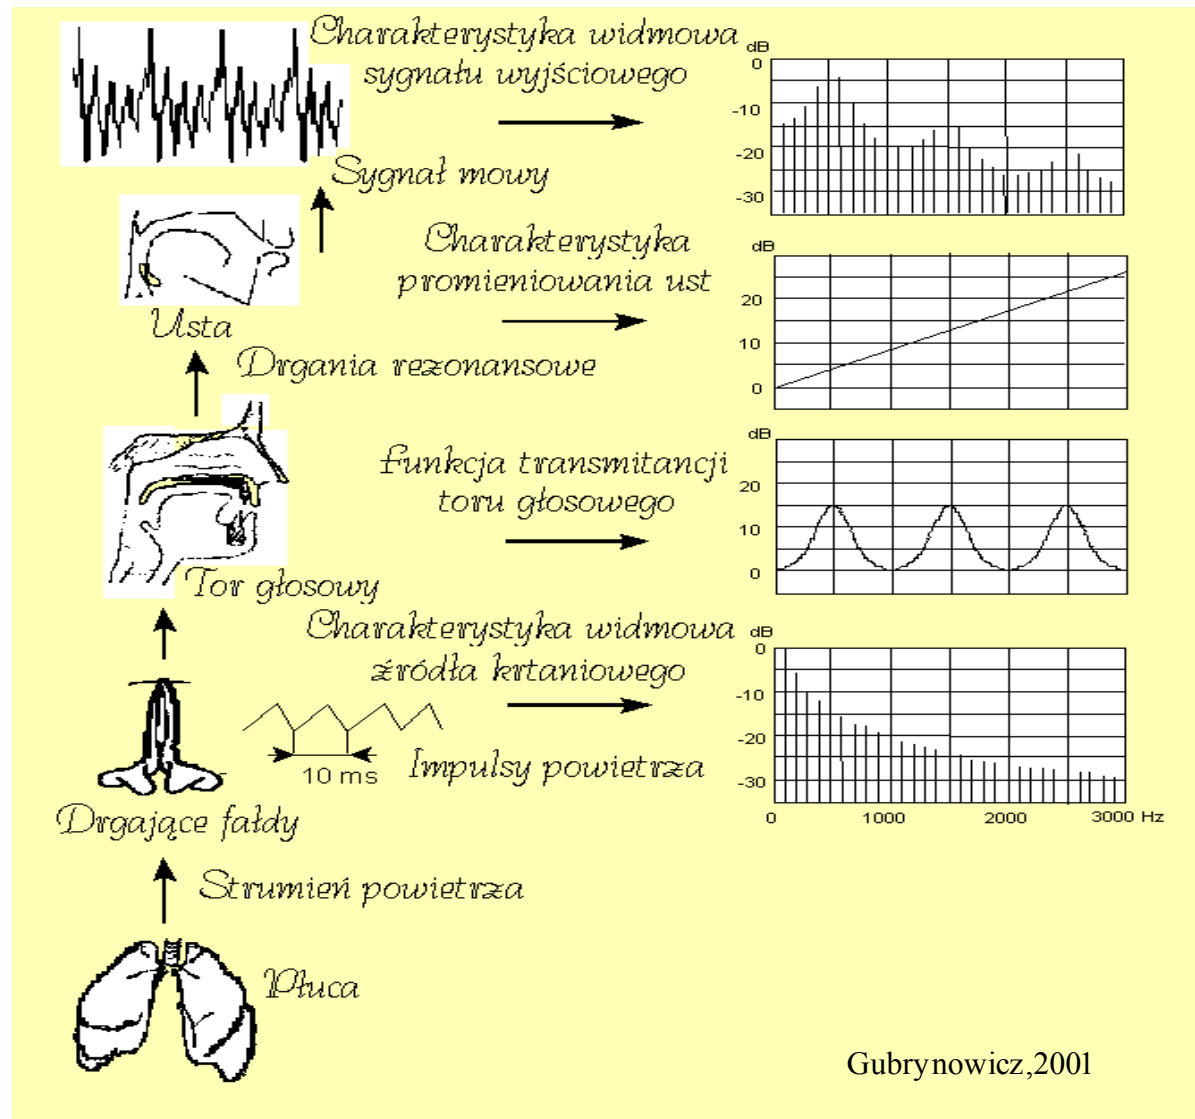 Charakterystyka widmowa
sygnału wyjściowego
dB
0
-10
-20
-30
Sygnał mowy
Charakterystyka
promieniowania ust
dB
20
10
0
Usta
Drgania rezonansowe
Funkcja transmitancji
toru głosowego
dB
20
10
0
Tor głosowy
Charakterystyka widmowa
źródła krtaniowego
dB
0
-10
-20
-30
0 1000 2000 3000 Hz
10 ms
Impulsy powietrza
Drgające fałdy
Strumień powietrza
Płuca
Gubrynowicz,2001